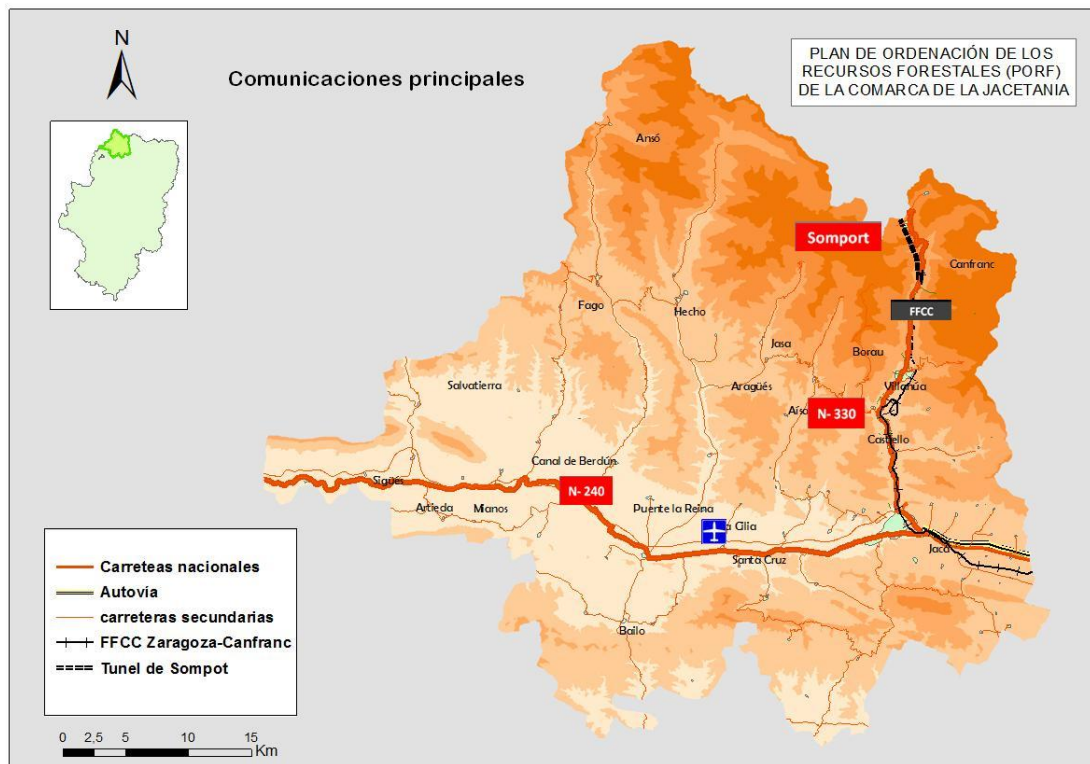 N
Comunicaciones principales
PLAN DE ORDENACIÓN DE LOS
RECURSOS FORESTALES (PORF)
DE LA COMARCA DE LA JACETANIA
Ansó
Somport
Canfranc
Fago
Hecho
FFCC
Jasa
Borau
Salvatierra
Aragüés
Villanúa
Aísa
N- 330
Castiello
Canal de Berdún
Sigüés
N- 240
Artieda
Mianos
Puente la Reina
a Cilia
Santa Cruz
Jaca
Bailo
Carreteas nacionales
Autovía
carreteras secundarias
FFCC Zaragoza-Canfranc
Tunel de Sompot
0 2,5 5 10 15
Km